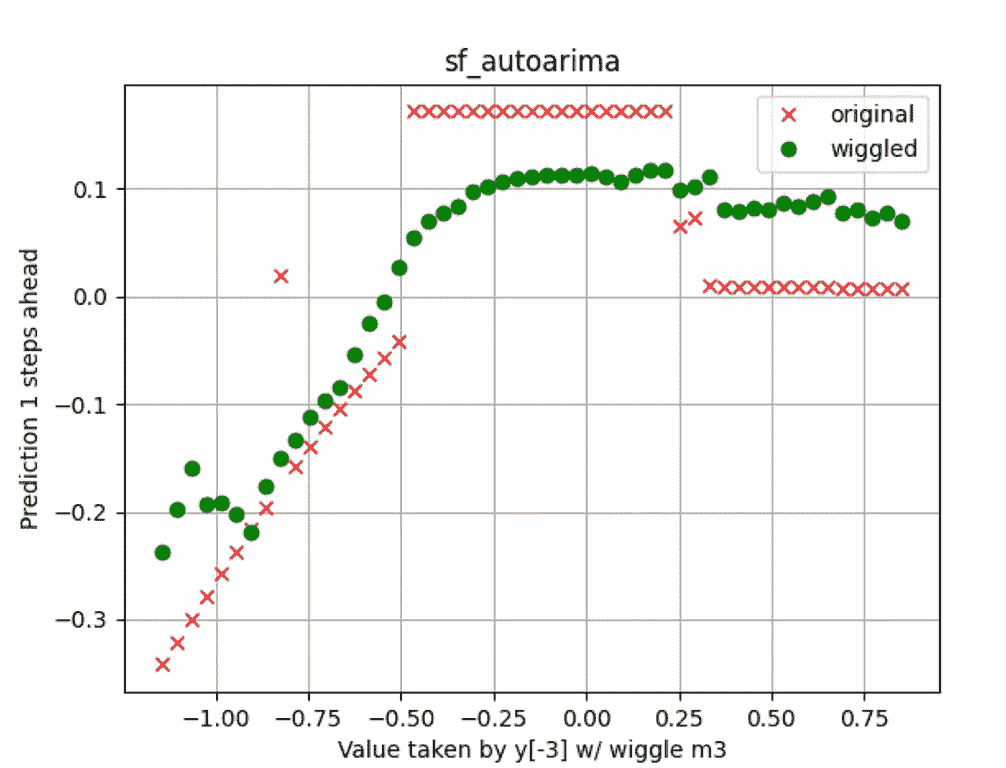 sf_autoarima
original
wiggled
0.1
0.0
−0.1
−0.2
−0.3
Prediction 1 steps ahead
−1.00 −0.75 −0.50 −0.25 0.00 0.25 0.50 0.75
Value taken by y[-3] w/ wiggle m3